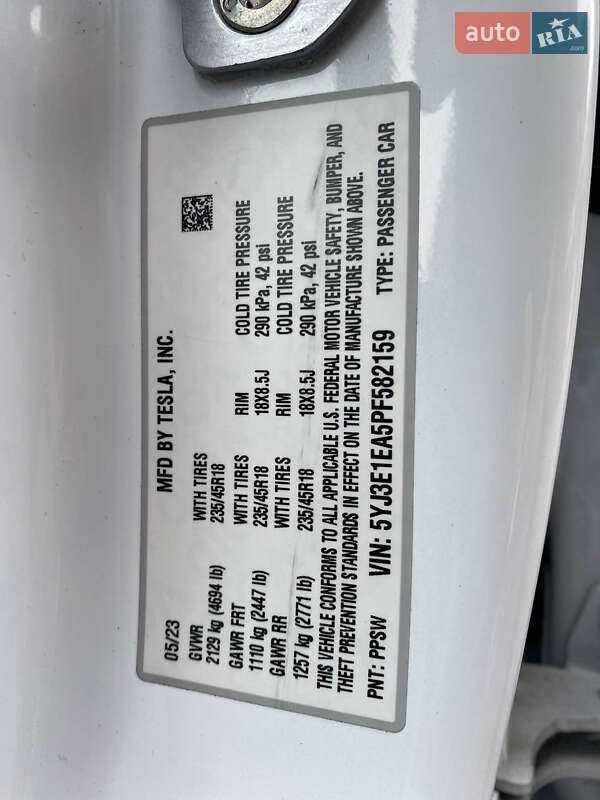 auto RIA.com
MFD BY TESLA, INC.
05/23
GVWR WITH TIRES
2129 kg (4694 lb) 235/45R18
GAWR FRT WITH TIRES RIM COLD TIRE PRESSURE
1110 kg (2447 lb) 235/45R18 18X8.5J 290 kPa, 42 psi
GAWR RR WITH TIRES RIM COLD TIRE PRESSURE
1257 kg (2771 lb) 235/45R18 18X8.5J 290 kPa, 42 psi
THIS VEHICLE CONFORMS TO ALL APPLICABLE U.S. FEDERAL MOTOR VEHICLE SAFETY, BUMPER, AND
THEFT PREVENTION STANDARDS IN EFFECT ON THE DATE OF MANUFACTURE SHOWN ABOVE.
PNT: PPSW VIN: 5YJ3E1EA5PF582159 TYPE: PASSENGER CAR